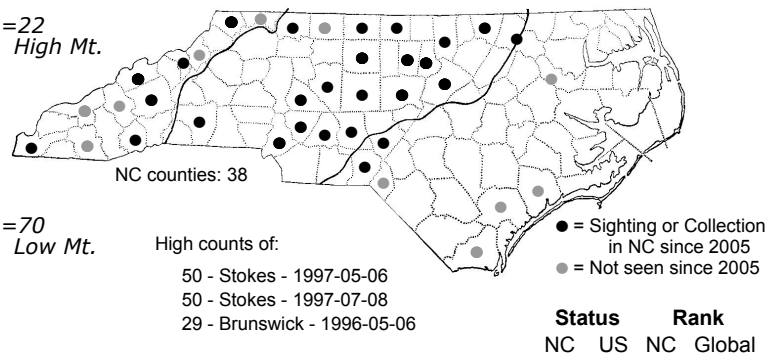 =22
High Mt.
NC counties: 38
=70
Low Mt.
High counts of:
50 - Stokes - 1997-05-06
50 - Stokes - 1997-07-08
29 - Brunswick - 1996-05-06
= Sighting or Collection
in NC since 2005
= Not seen since 2005
Status Rank
NC US NC Global